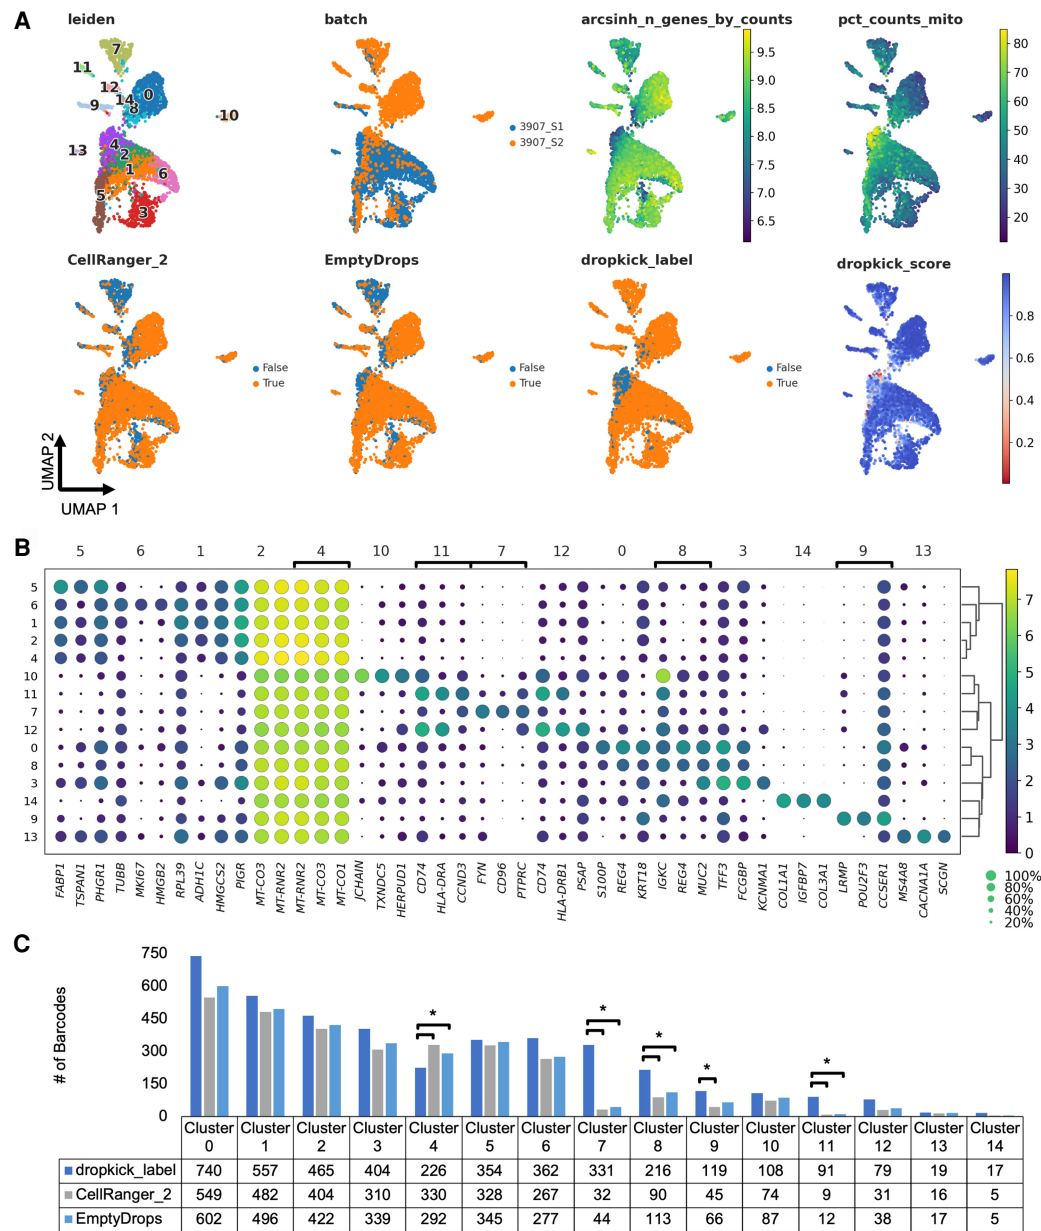 A
leiden
batch
arcsinh_n_genes_by_counts
pct_counts_mito
7
11
12
0
14
8
9
10
4
13
2
1
6
5
3
3907_S1
3907_S2
9.5
9.0
8.5
8.0
7.5
7.0
6.5
80
70
60
50
40
30
20
CellRanger_2
EmptyDrops
dropkick_label
dropkick_score
False
True
False
True
False
True
0.8
0.6
0.4
0.2
UMAP 2
UMAP 1
B
5 6 1 2 4 10 11 7 12 0 8 3 14 9 13
5
6
1
2
4
10
11
7
12
0
8
3
14
9
13
FABP1 TSPAN1 PHGR1 TUBB MKI67 HMGB2 RPL39 ADH1C HMGCS2 PIGR MT-CO3 MT-RNR2 MT-RNR2 MT-CO3 MT-CO1 JCHAIN TXNDC5 HERPUD1 CD74 HLA-DRA CCND3 FYN CD96 PTPRC CD74 HLA-DRB1 PSAP S100P REG4 KRT18 IGKC REG4 MUC2 TFF3 FCGBP KCNMA1 COL1A1 IGFBP7 COL3A1 LRMP POU2F3 CCSER1 MS4A8 CACNA1A SCGN
7
6
5
4
3
2
1
0
100%
80%
60%
40%
20%
C
# of Barcodes
750
600
450
300
150
0
* * * * *
Cluster Cluster Cluster Cluster Cluster Cluster Cluster Cluster Cluster Cluster Cluster Cluster Cluster Cluster Cluster
0 1 2 3 4 5 6 7 8 9 10 11 12 13 14
dropkick_label 740 557 465 404 226 354 362 331 216 119 108 91 79 19 17
CellRanger_2 549 482 404 310 330 328 267 32 90 45 74 9 31 16 5
EmptyDrops 602 496 422 339 292 345 277 44 113 66 87 12 38 17 5